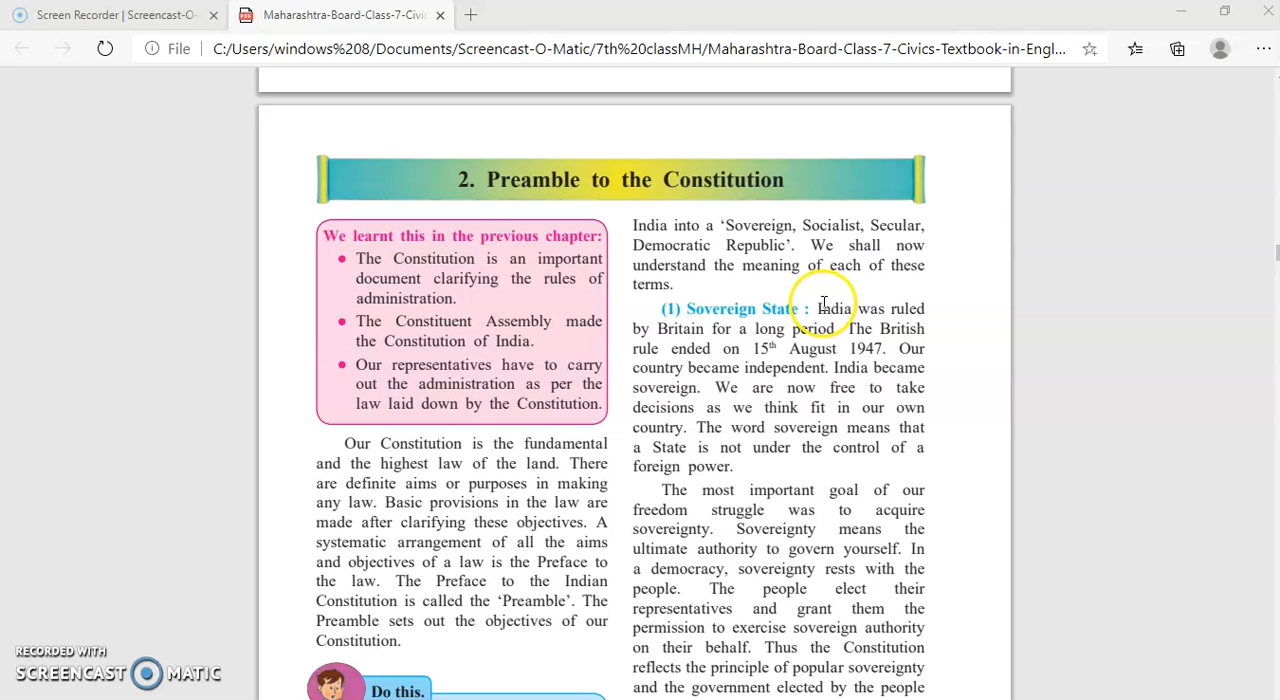 Screen Recorder | Screencast-O-
Maharashtra-Board-Class-7-Civi
File
C:/Users/windows%208/Documents/Screencast-O-Matic/7th%20classMH/Maharashtra-Board-Class-7-Civics-Textbook-in-Engl...
2. Preamble to the Constitution
We learnt this in the previous chapter:
• The Constitution is an important
document clarifying the rules of
administration.
• The Constituent Assembly made
the Constitution of India.
• Our representatives have to carry
out the administration as per the
law laid down by the Constitution.
Our Constitution is the fundamental
and the highest law of the land. There
are definite aims or purposes in making
any law. Basic provisions in the law are
made after clarifying these objectives. A
systematic arrangement of all the aims
and objectives of a law is the Preface to
the law. The Preface to the Indian
Constitution is called the ‘Preamble’. The
Preamble sets out the objectives of our
Constitution.
Do this.
India into a ‘Sovereign, Socialist, Secular,
Democratic Republic’. We shall now
understand the meaning of each of these
terms.
(1) Sovereign State : India was ruled
by Britain for a long period. The British
rule ended on 15th August 1947. Our
country became independent. India became
sovereign. We are now free to take
decisions as we think fit in our own
country. The word sovereign means that
a State is not under the control of a
foreign power.
The most important goal of our
freedom struggle was to acquire
sovereignty. Sovereignty means the
ultimate authority to govern yourself. In
a democracy, sovereignty rests with the
people. The people elect their
representatives and grant them the
permission to exercise sovereign authority
on their behalf. Thus the Constitution
reflects the principle of popular sovereignty
and the government elected by the people
RECORDED WITH
SCREENCAST MATIC